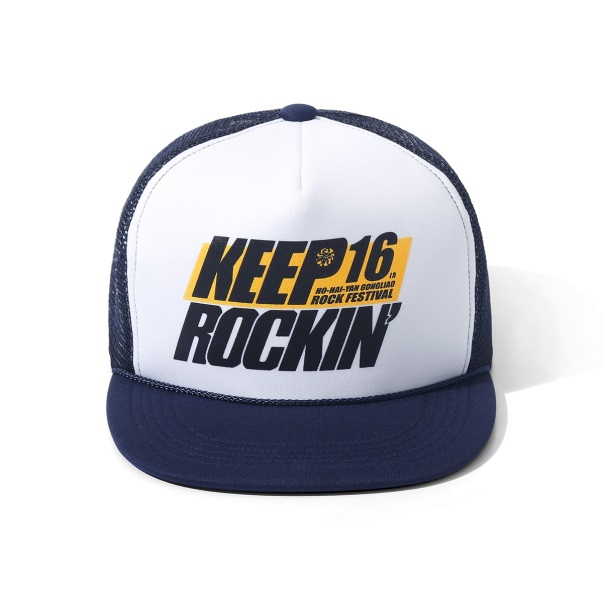 KEEP 16th
HO-HAI-YAN GONGLIAO
ROCK FESTIVAL
ROCKIN'